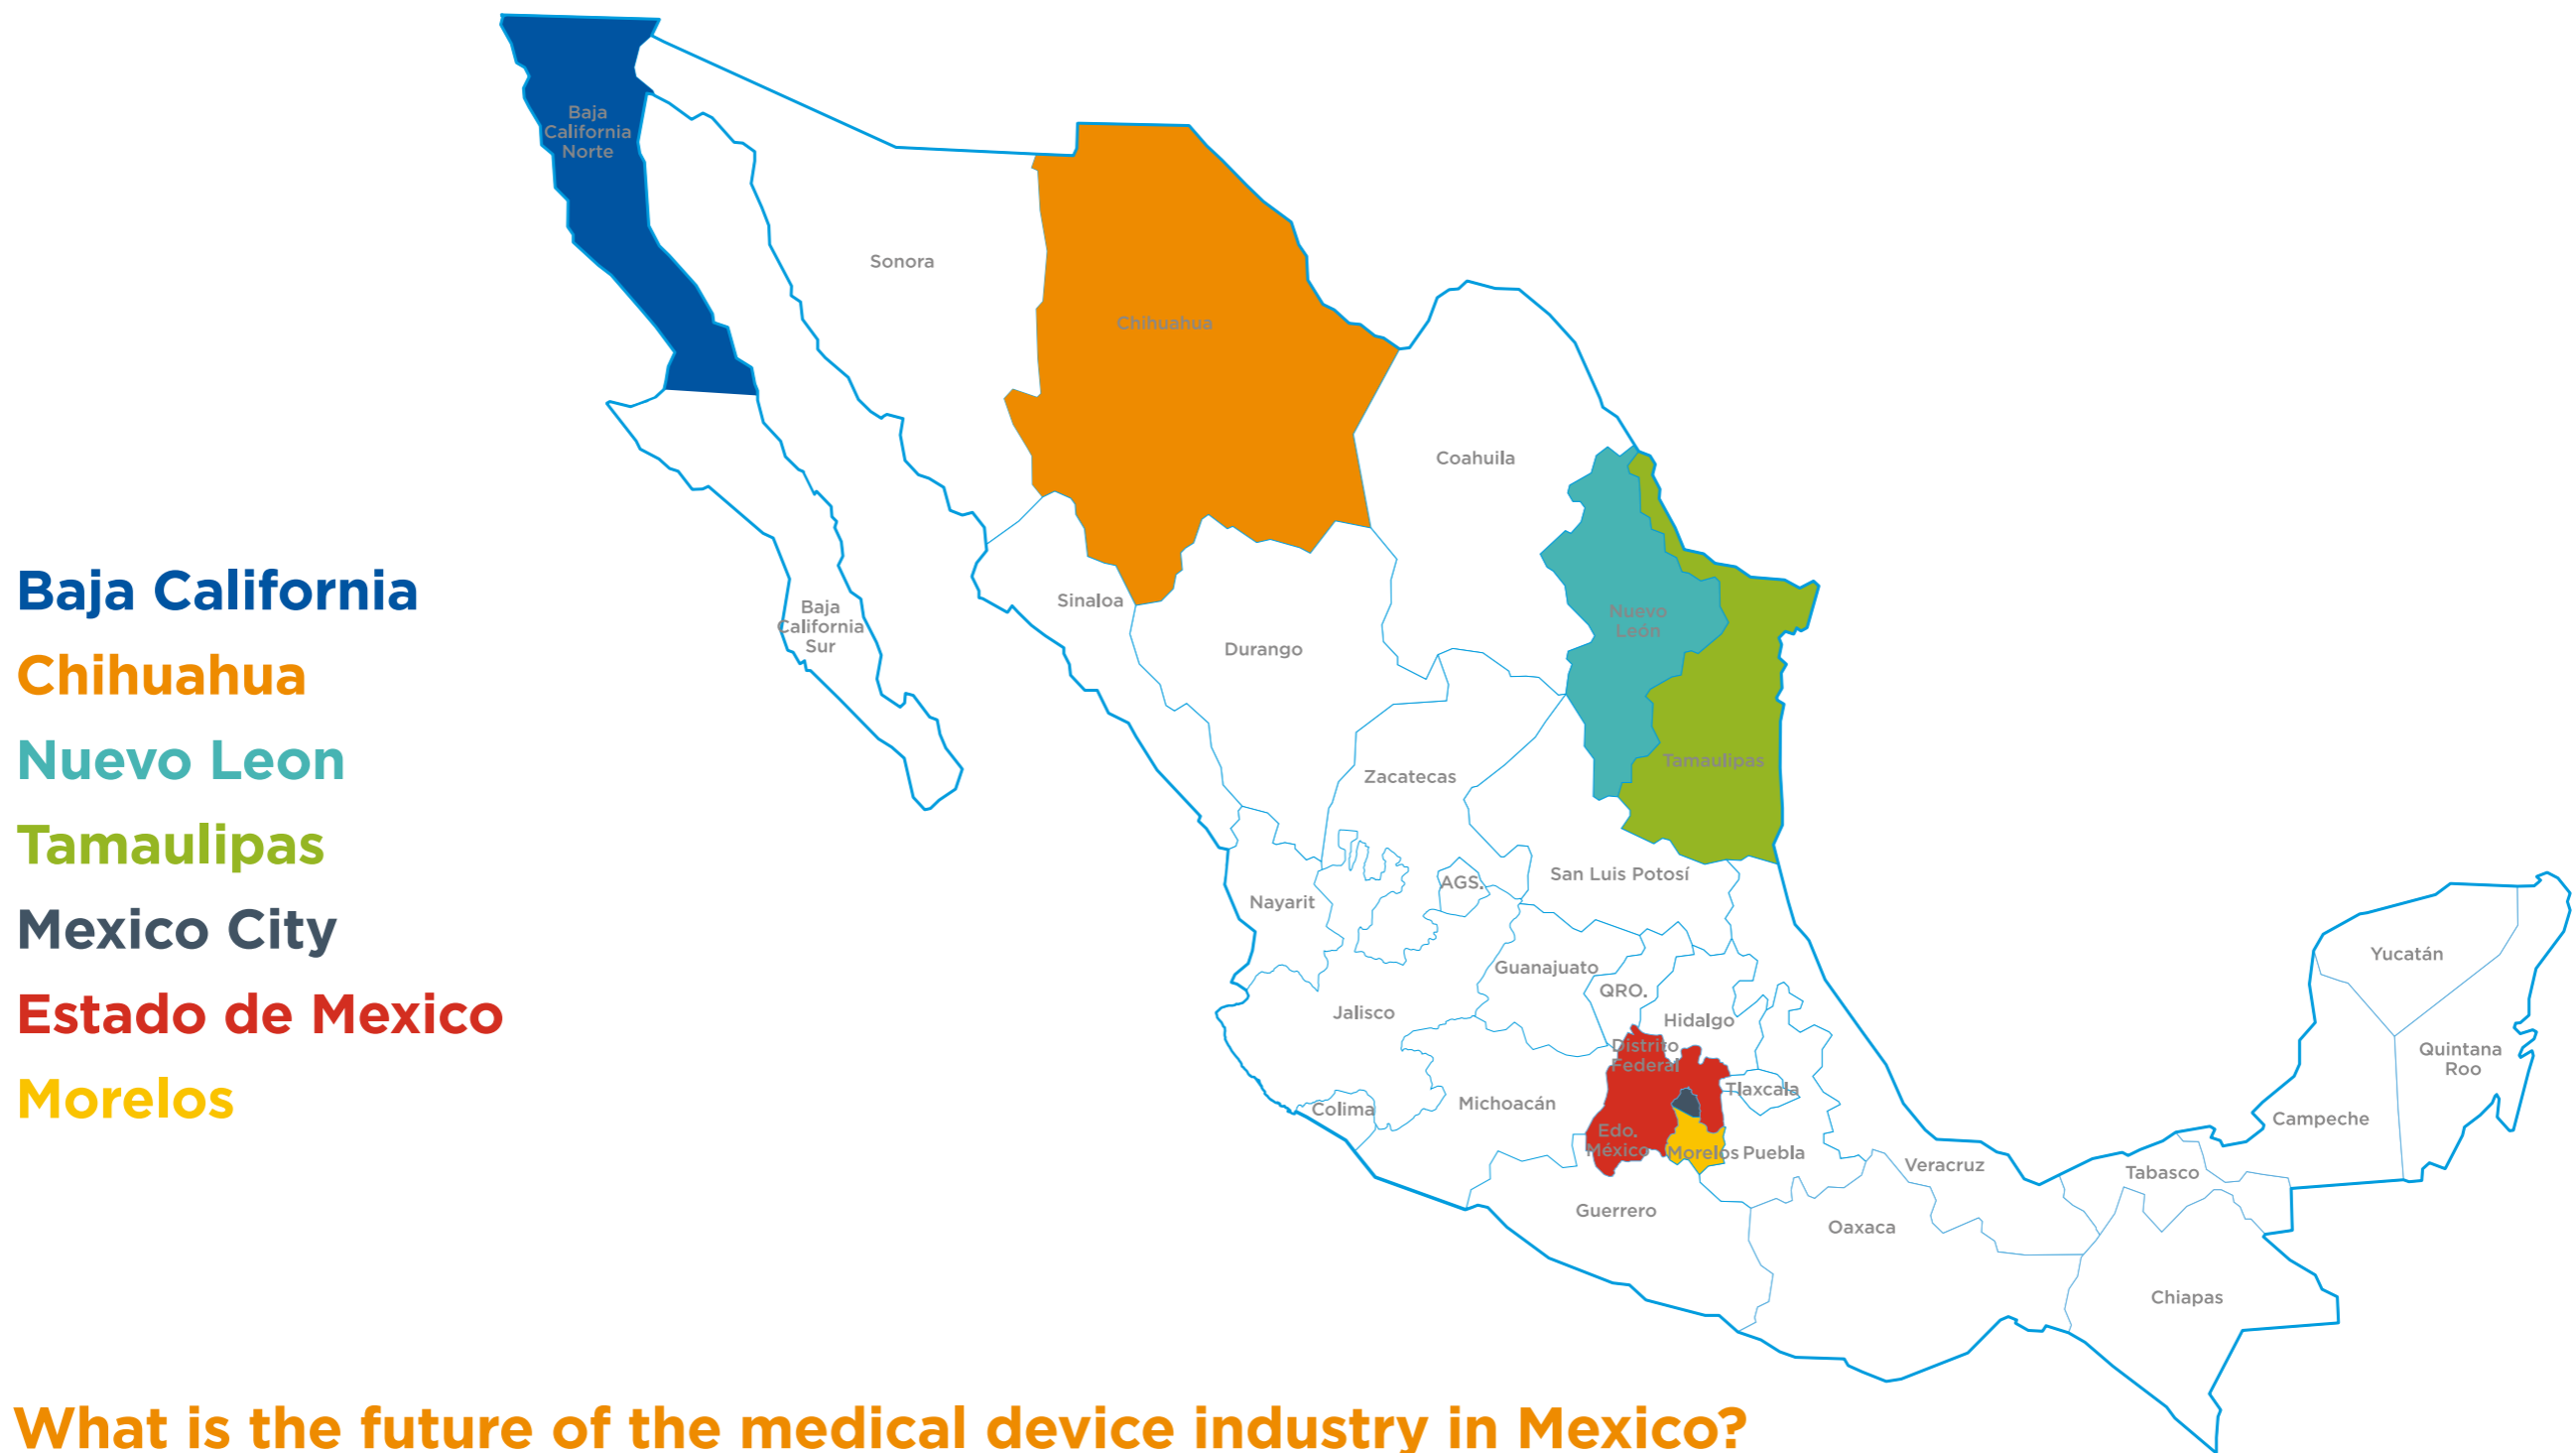 Baja
California
Norte
Sonora
Chihuahua
Coahuila
Baja California
Chihuahua
Nuevo Leon
Tamaulipas
Mexico City
Estado de Mexico
Morelos
Baja
California
Sur
Sinaloa
Durango
Nuevo
León
Zacatecas
Tamaulipas
Nayarit
AGS.
San Luis Potosí
Guanajuato
QRO.
Jalisco
Hidalgo
Distrito
Federal
Colima
Michoacán
Tlaxcala
Edo.
México
Morelos
Puebla
Veracruz
Guerrero
Oaxaca
Tabasco
Chiapas
Yucatán
Quintana
Roo
Campeche
What is the future of the medical device industry in Mexico?